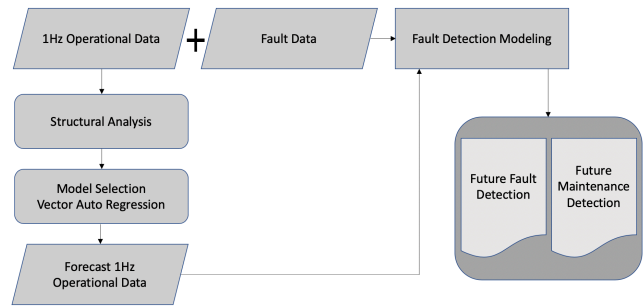 1Hz Operational Data
+
Fault Data
Fault Detection Modeling
Structural Analysis
Model Selection
Vector Auto Regression
Forecast 1Hz
Operational Data
Future Fault
Detection
Future
Maintenance
Detection